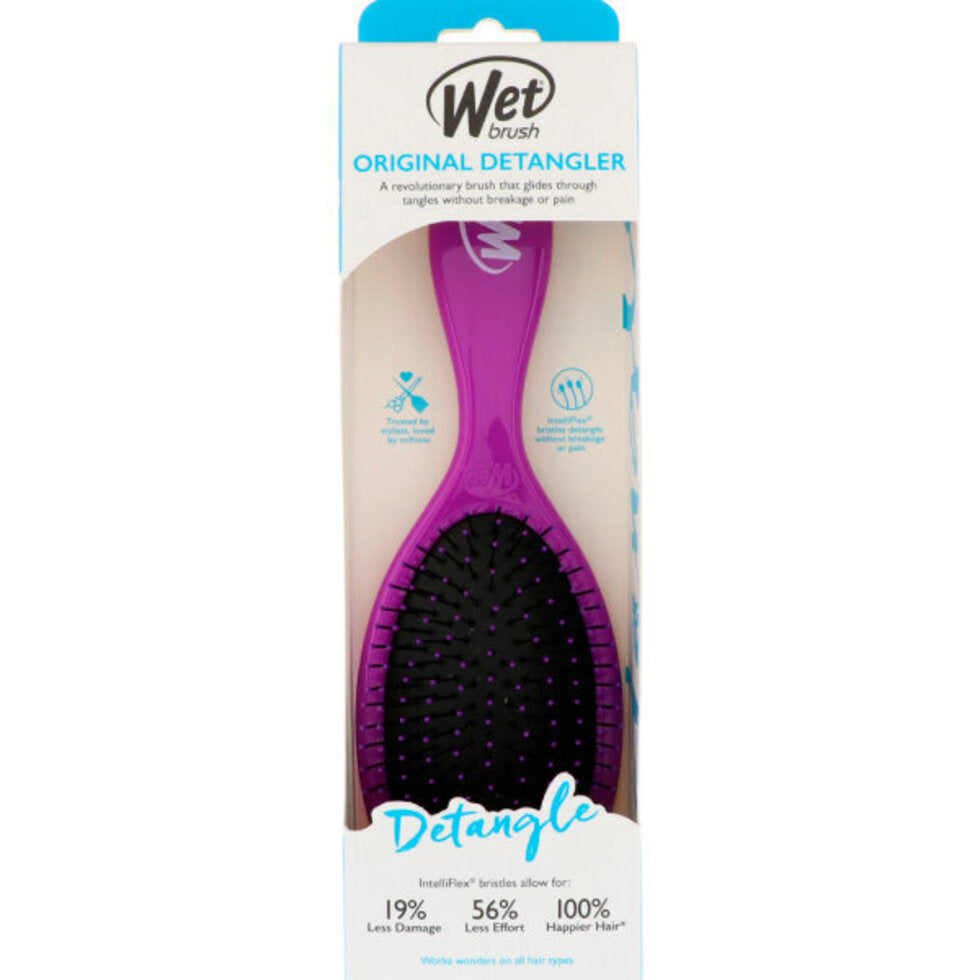 Wet®
brush
ORIGINAL DETANGLER
A revolutionary brush that glides through
tangles without breakage or pain
Trusted by
stylists, loved
by millions
IntelliFlex®
bristles detangle
without breakage
or pain
Detangle
IntelliFlex® bristles allow for:
19% 56% 100%
Less Damage Less Effort Happier Hair*
Works wonders on all hair types